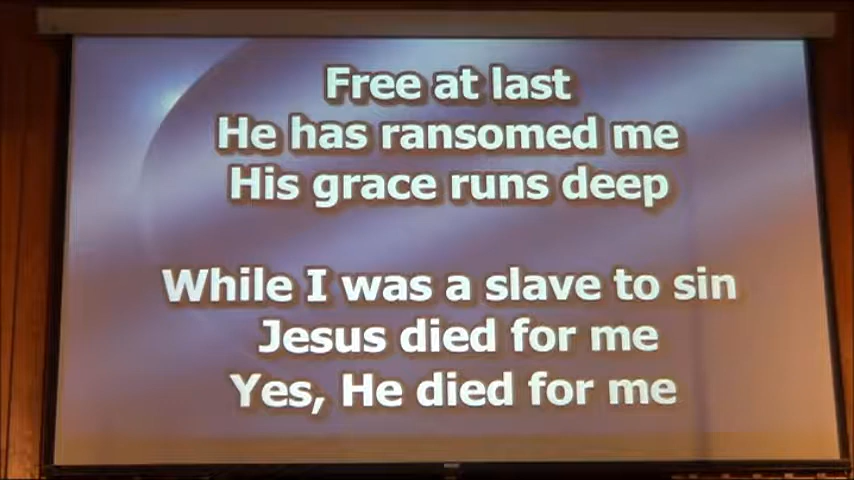 Free at last
He has ransomed me
His grace runs deep
While I was a slave to sin
Jesus died for me
Yes, He died for me